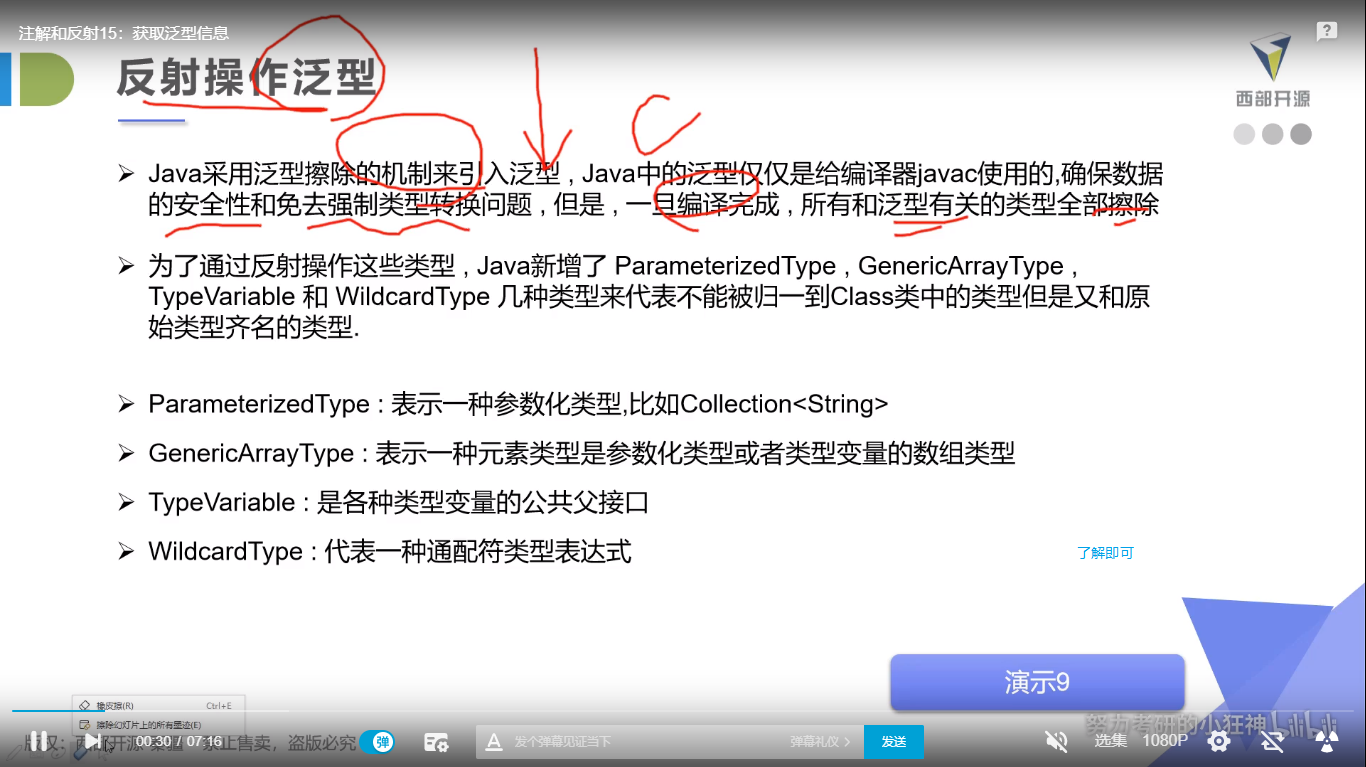 注解和反射15：获取泛型信息
反射操作泛型
西部开源
Java采用泛型擦除的机制来引入泛型 , Java中的泛型仅仅是给编译器javac使用的,确保数据
的安全性和免去强制类型转换问题 , 但是 , 一旦编译完成 , 所有和泛型有关的类型全部擦除
为了通过反射操作这些类型 , Java新增了 ParameterizedType , GenericArrayType ,
TypeVariable 和 WildcardType 几种类型来代表不能被归一到Class类中的类型但是又和原
始类型齐名的类型.
ParameterizedType : 表示一种参数化类型,比如Collection<String>
GenericArrayType : 表示一种元素类型是参数化类型或者类型变量的数组类型
TypeVariable : 是各种类型变量的公共父接口
WildcardType : 代表一种通配符类型表达式
了解即可
演示9
橡皮擦(R) Ctrl+E
擦除幻灯片上的所有墨迹(E)
努力考研的小狂神 bilibili
版权：西部开源 禁止售卖，盗版必究
00:30 / 07:16
弹
发个弹幕见证当下
弹幕礼仪 >
发送
选集
1080P